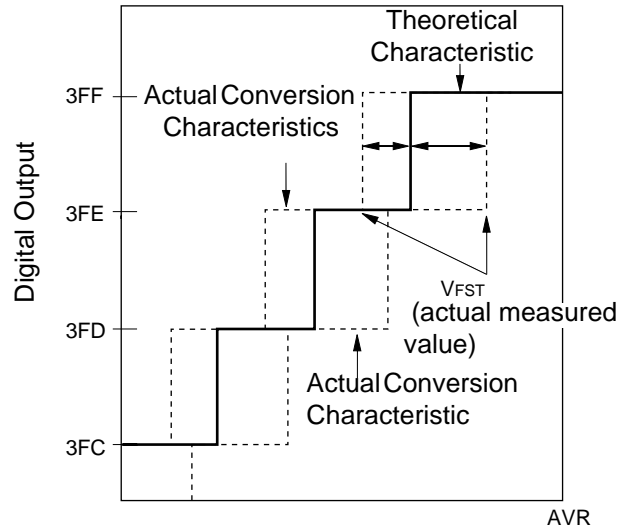 Theoretical
Characteristic
3FF
Actual Conversion
Characteristics
3FE
Digital Output
VFST
(actual measured
value)
3FD
Actual Conversion
Characteristic
3FC
AVR